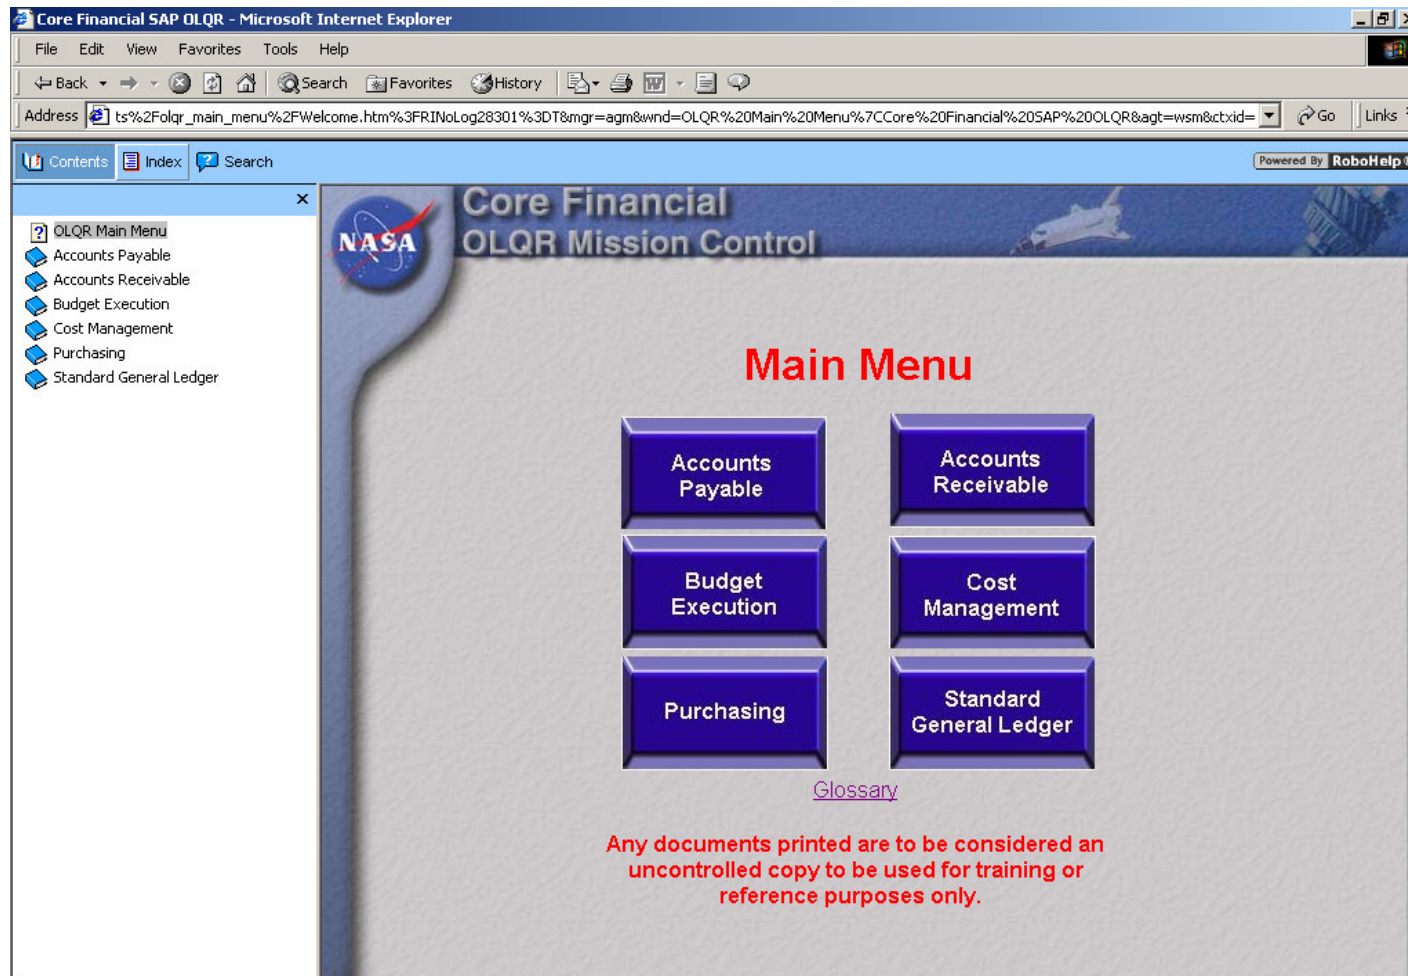 Core Financial SAP OLQR - Microsoft Internet Explorer
File Edit View Favorites Tools Help
Back Search Favorites History
Address ts%2Folqr_main_menu%2FWelcome.htm%3FRINoLog28301%3DT&mgr=agm&wnd=OLQR%20Main%20Menu%7CCore%20Financial%20SAP%20OLQR&agt=wsm&ctxid= Go Links
Contents Index Search Powered By RoboHelp
OLQR Main Menu
Accounts Payable
Accounts Receivable
Budget Execution
Cost Management
Purchasing
Standard General Ledger
NASA
Core Financial
OLQR Mission Control
Main Menu
Accounts
Payable
Accounts
Receivable
Budget
Execution
Cost
Management
Purchasing
Standard
General Ledger
Glossary
Any documents printed are to be considered an
uncontrolled copy to be used for training or
reference purposes only.